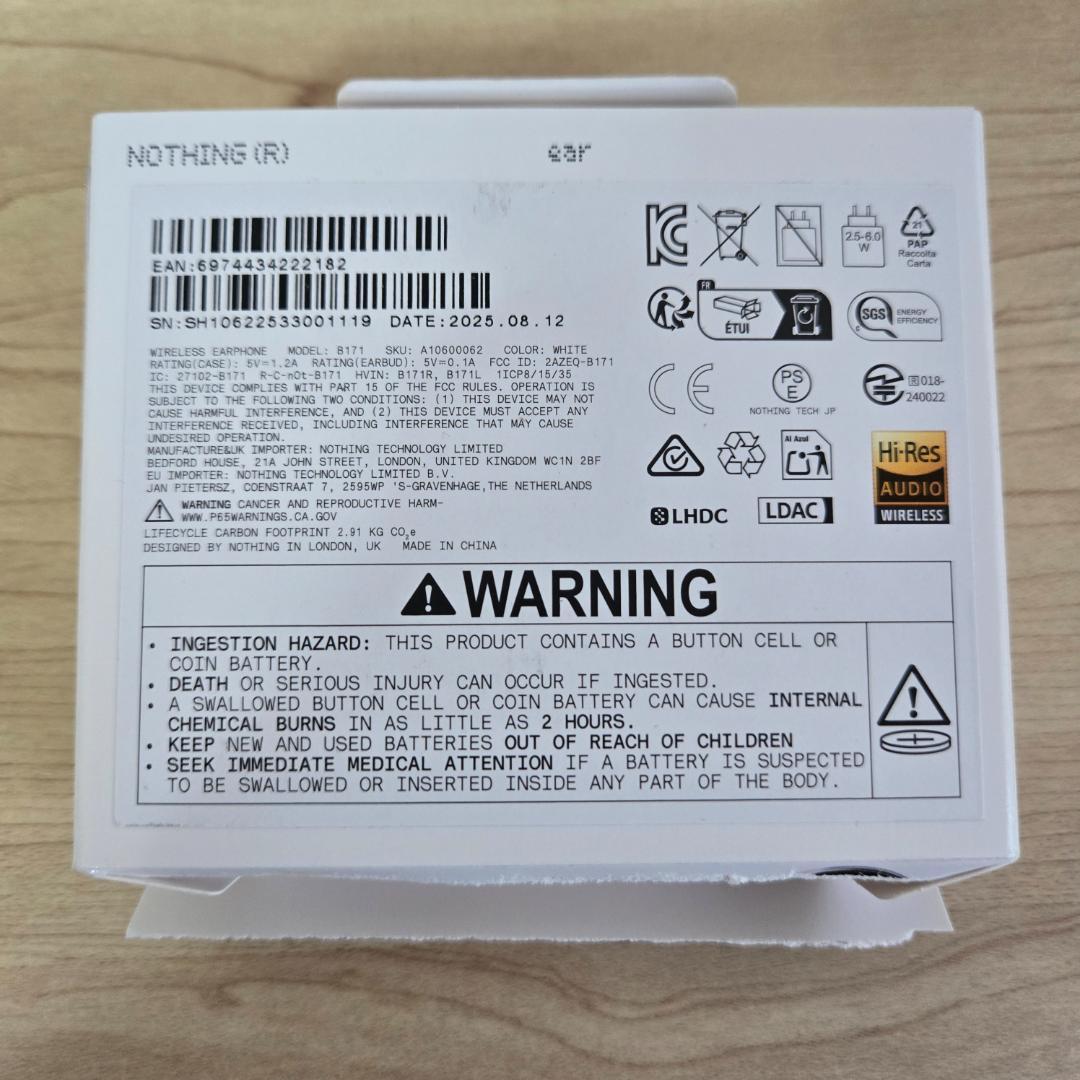 NOTHING(R)
ear
EAN:6974434222182
SN:SH10622533001119 DATE:2025.08.12
WIRELESS EARPHONE MODEL: B171 SKU: A10600062 COLOR: WHITE
RATING(CASE): 5V⎓1.2A RATING(EARBUD): 5V⎓0.1A FCC ID: 2AZEQ-B171
IC: 27102-B171 R-C-nOt-B171 HVIN: B171R, B171L 1ICP8/15/35
THIS DEVICE COMPLIES WITH PART 15 OF THE FCC RULES. OPERATION IS
SUBJECT TO THE FOLLOWING TWO CONDITIONS: (1) THIS DEVICE MAY NOT
CAUSE HARMFUL INTERFERENCE, AND (2) THIS DEVICE MUST ACCEPT ANY
INTERFERENCE RECEIVED, INCLUDING INTERFERENCE THAT MAY CAUSE
UNDESIRED OPERATION.
MANUFACTURE&UK IMPORTER: NOTHING TECHNOLOGY LIMITED
BEDFORD HOUSE, 21A JOHN STREET, LONDON, UNITED KINGDOM WC1N 2BF
EU IMPORTER: NOTHING TECHNOLOGY LIMITED B.V.
JAN PIETERSZ, COENSTRAAT 7, 2595WP 'S-GRAVENHAGE,THE NETHERLANDS
WARNING CANCER AND REPRODUCTIVE HARM-
WWW.P65WARNINGS.CA.GOV
LIFECYCLE CARBON FOOTPRINT 2.91 KG CO₂e
DESIGNED BY NOTHING IN LONDON, UK MADE IN CHINA
2.5-6.0
W
21
PAP
Raccolta
Carta
FR
ÉTUI
SGS
ENERGY
EFFICIENCY
C
CE
PS
E
NOTHING TECH JP
R 018-
240022
Al Azul
LHDC
LDAC
Hi-Res
AUDIO
WIRELESS
WARNING
• INGESTION HAZARD: THIS PRODUCT CONTAINS A BUTTON CELL OR
COIN BATTERY.
• DEATH OR SERIOUS INJURY CAN OCCUR IF INGESTED.
• A SWALLOWED BUTTON CELL OR COIN BATTERY CAN CAUSE INTERNAL
CHEMICAL BURNS IN AS LITTLE AS 2 HOURS.
• KEEP NEW AND USED BATTERIES OUT OF REACH OF CHILDREN
• SEEK IMMEDIATE MEDICAL ATTENTION IF A BATTERY IS SUSPECTED
TO BE SWALLOWED OR INSERTED INSIDE ANY PART OF THE BODY.